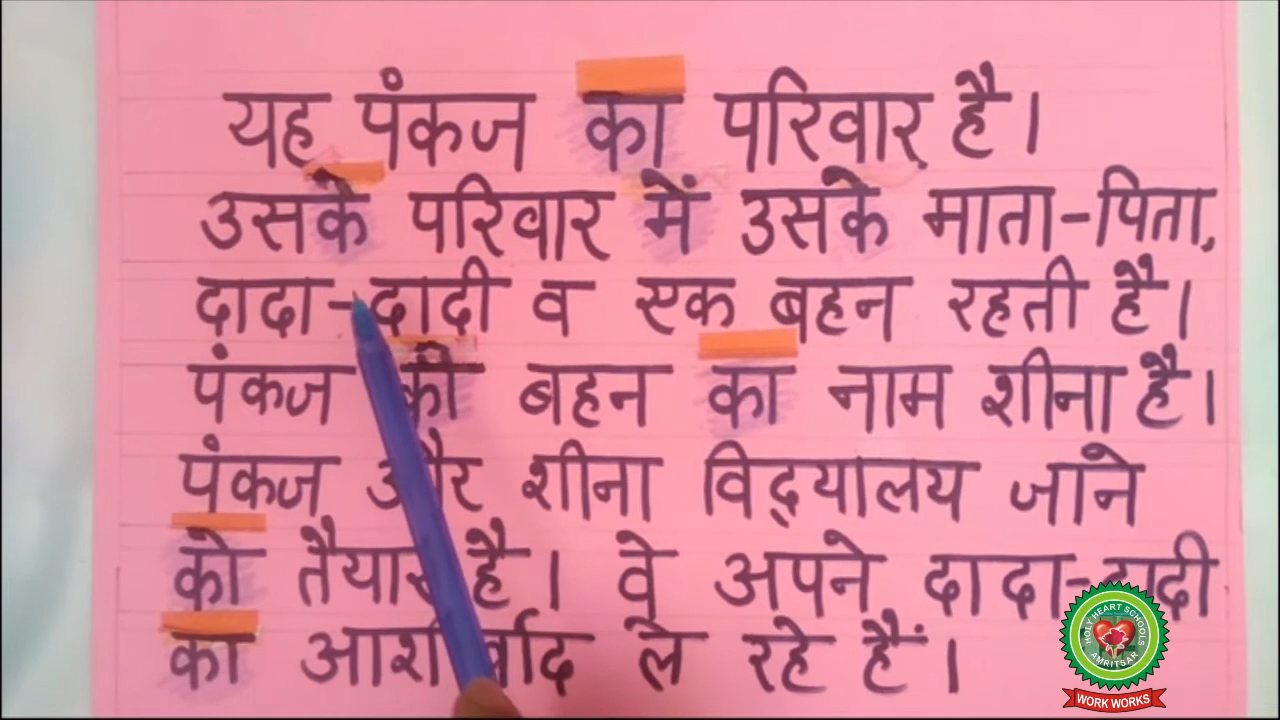 यह पंकज का परिवार है।
उसके परिवार में उसके माता-पिता,
दादा-दादी व एक बहन रहती है।
पंकज की बहन का नाम शीना है।
पंकज और शीना विद्यालय जाने
को तैयार है। वे अपने दादा-दादी
का आशीर्वाद ले रहे हैं।
HOLY HEART SCHOOLS
AMRITSAR
WORK WORKS